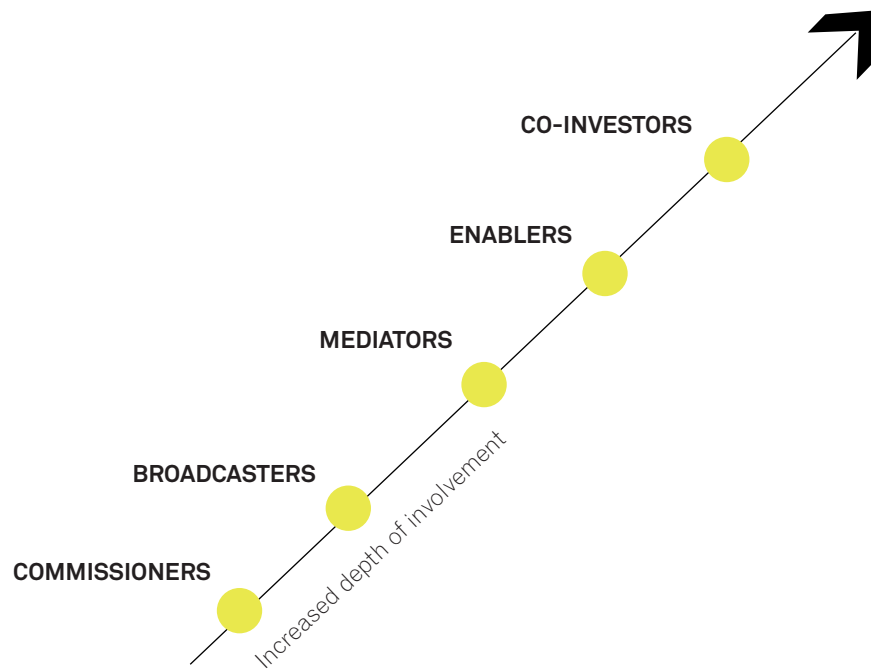 CO-INVESTORS
ENABLERS
MEDIATORS
BROADCASTERS
COMMISSIONERS
Increased depth of involvement